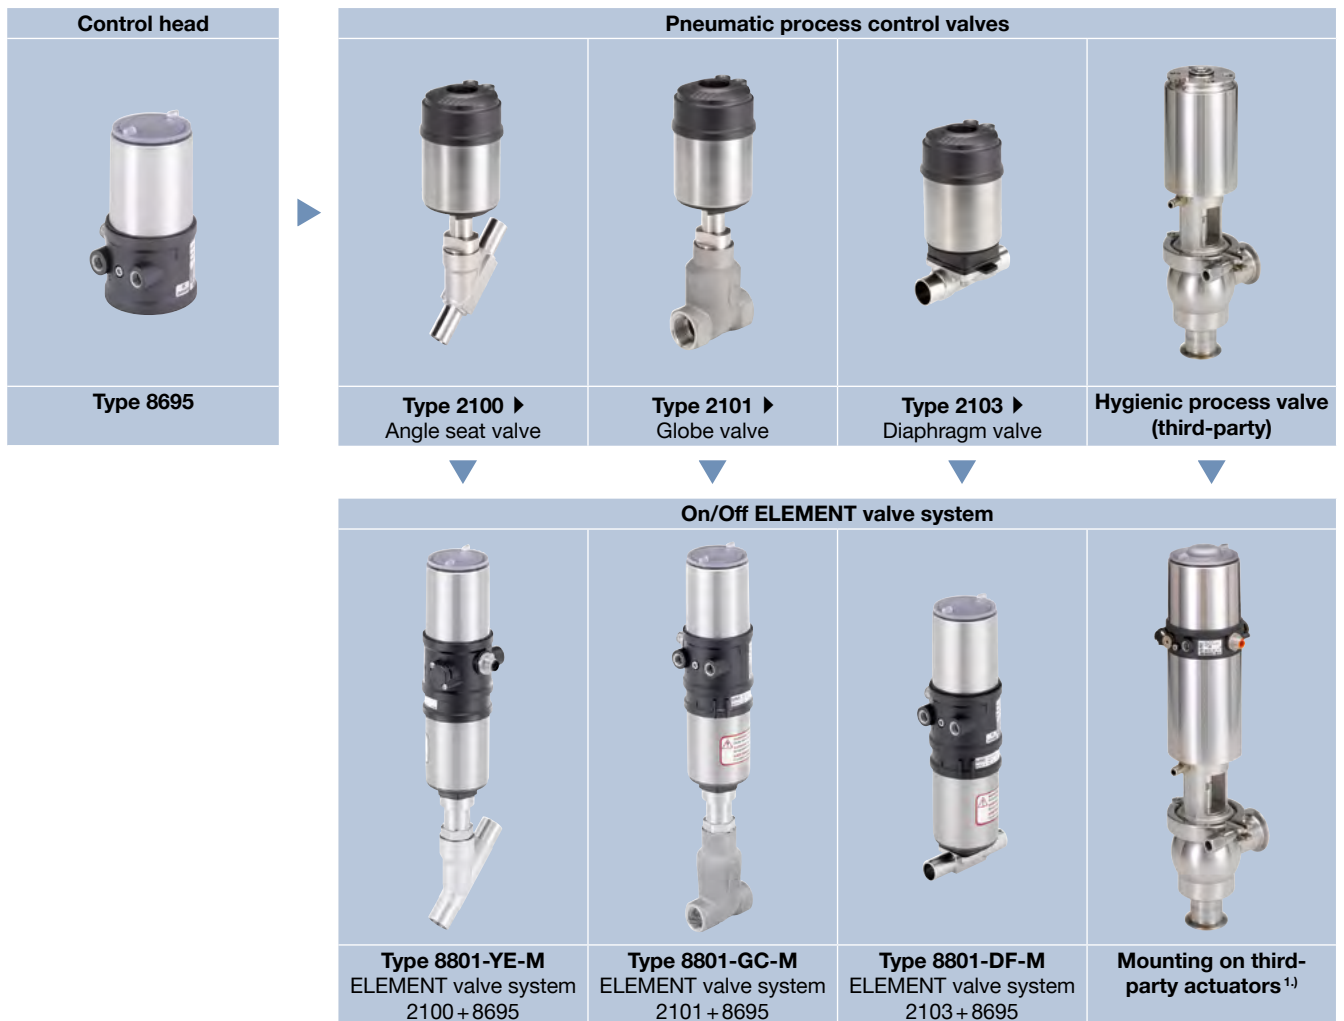 Control head
Pneumatic process control valves
Type 8695
Type 2100 ▶
Angle seat valve
Type 2101 ▶
Globe valve
Type 2103 ▶
Diaphragm valve
Hygienic process valve
(third-party)
On/Off ELEMENT valve system
Type 8801-YE-M
ELEMENT valve system
2100 + 8695
Type 8801-GC-M
ELEMENT valve system
2101 + 8695
Type 8801-DF-M
ELEMENT valve system
2103 + 8695
Mounting on third-
party actuators 1.)